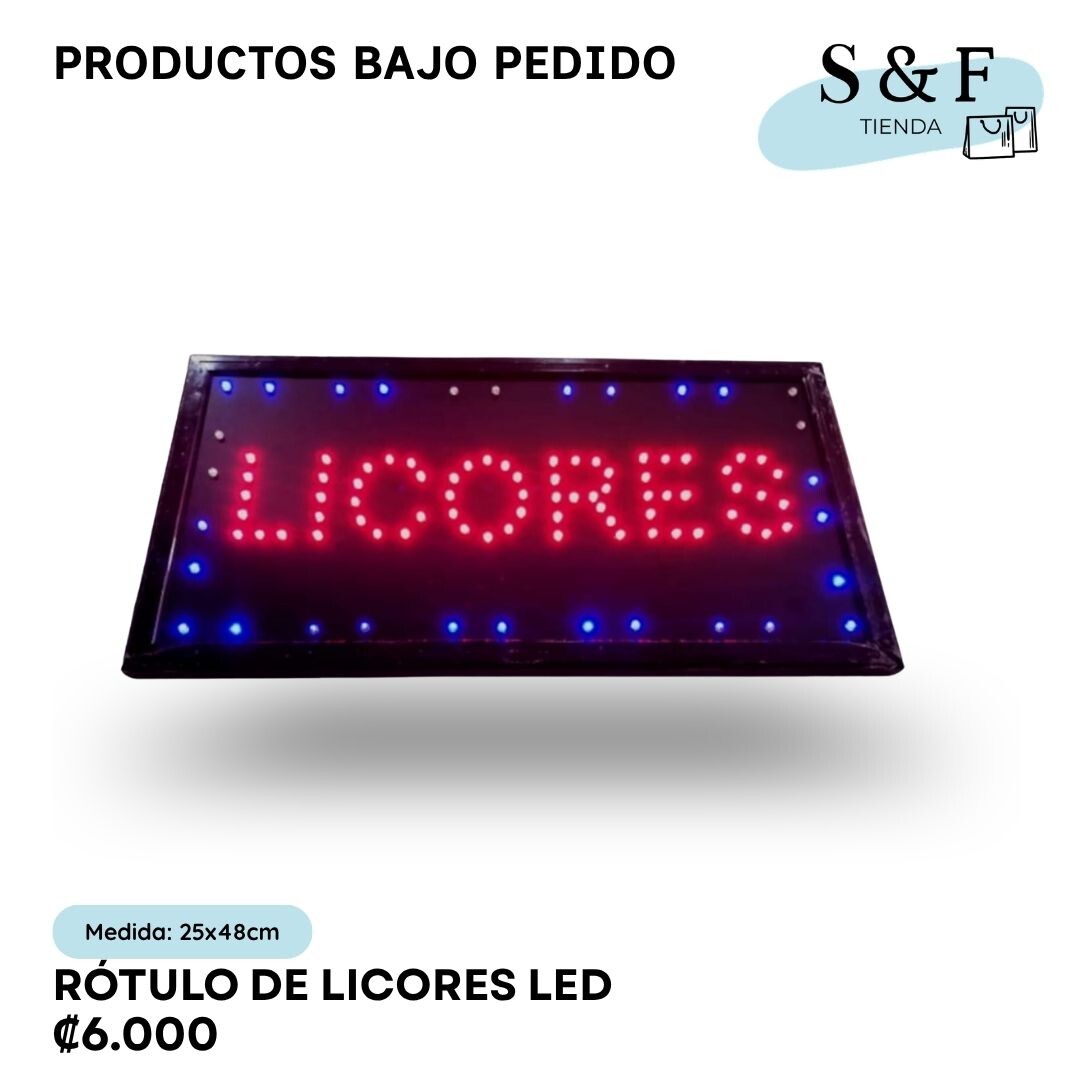 PRODUCTOS BAJO PEDIDO
S & F
TIENDA
LICORES
Medida: 25x48cm
RÓTULO DE LICORES LED
₡6.000